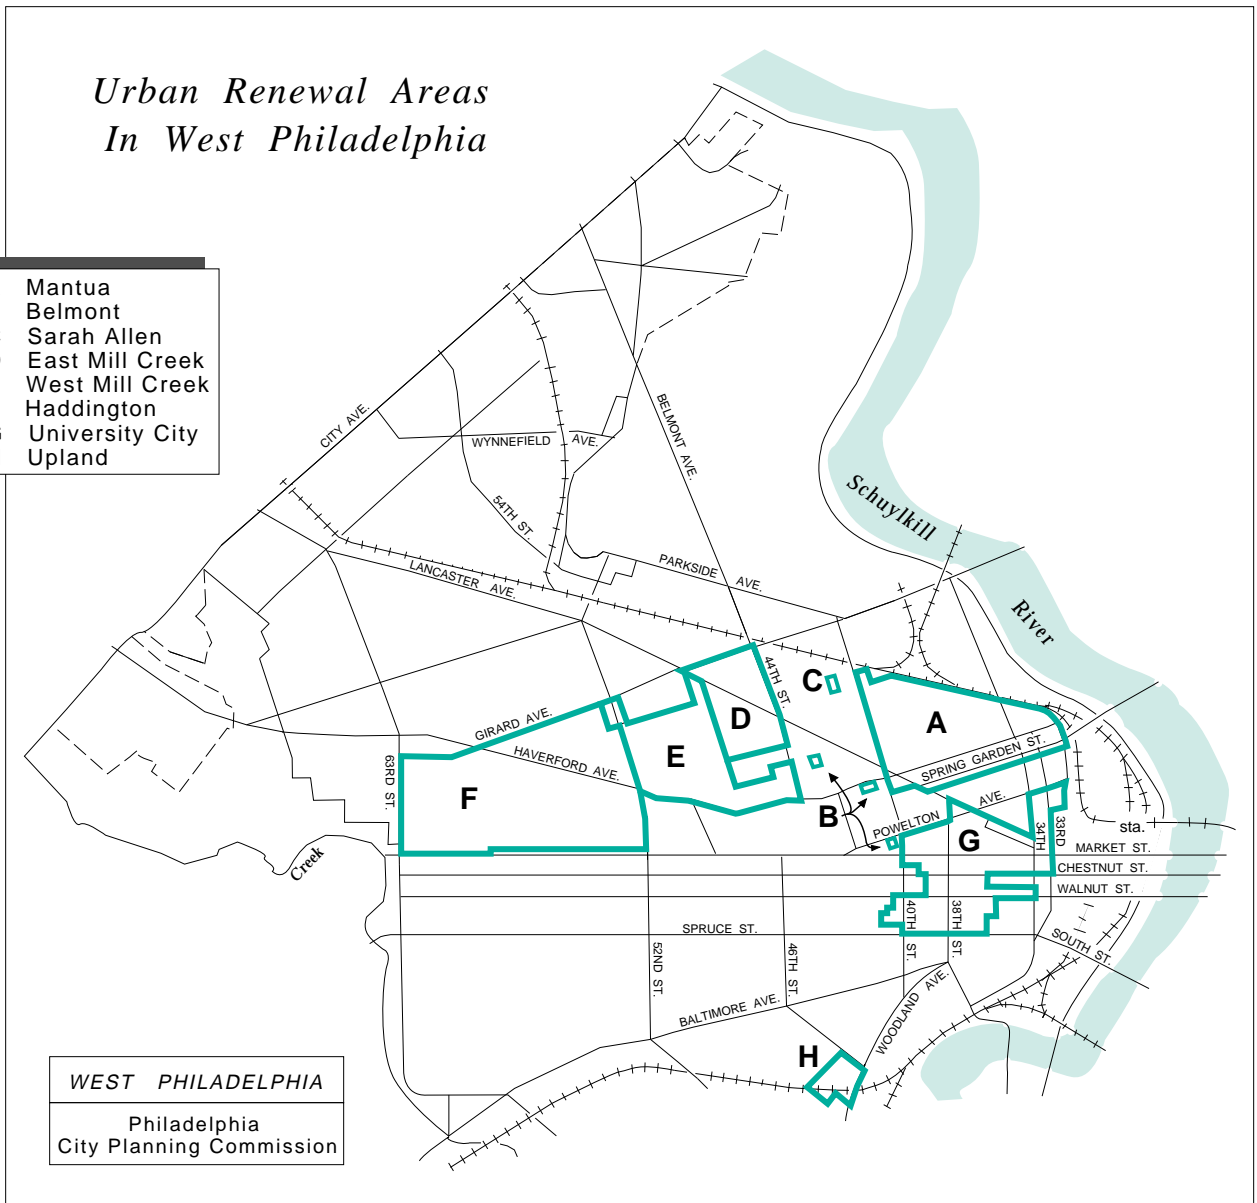 Urban Renewal Areas
In West Philadelphia
Mantua
Belmont
Sarah Allen
East Mill Creek
West Mill Creek
Haddington
G University City
Upland
CITY AVE.
WYNNEFIELD AVE.
BELMONT AVE.
54TH ST.
Schuylkill
River
PARKSIDE AVE.
LANCASTER AVE.
44TH ST.
C
D
A
GIRARD AVE.
HAVERFORD AVE.
E
SPRING GARDEN ST.
63RD ST.
F
B
POWELTON AVE.
G
34TH
33RD
sta.
MARKET ST.
CHESTNUT ST.
WALNUT ST.
Creek
40TH ST.
38TH ST.
SPRUCE ST.
SOUTH ST.
52ND ST.
46TH ST.
BALTIMORE AVE.
WOODLAND AVE.
H
WEST PHILADELPHIA
Philadelphia
City Planning Commission